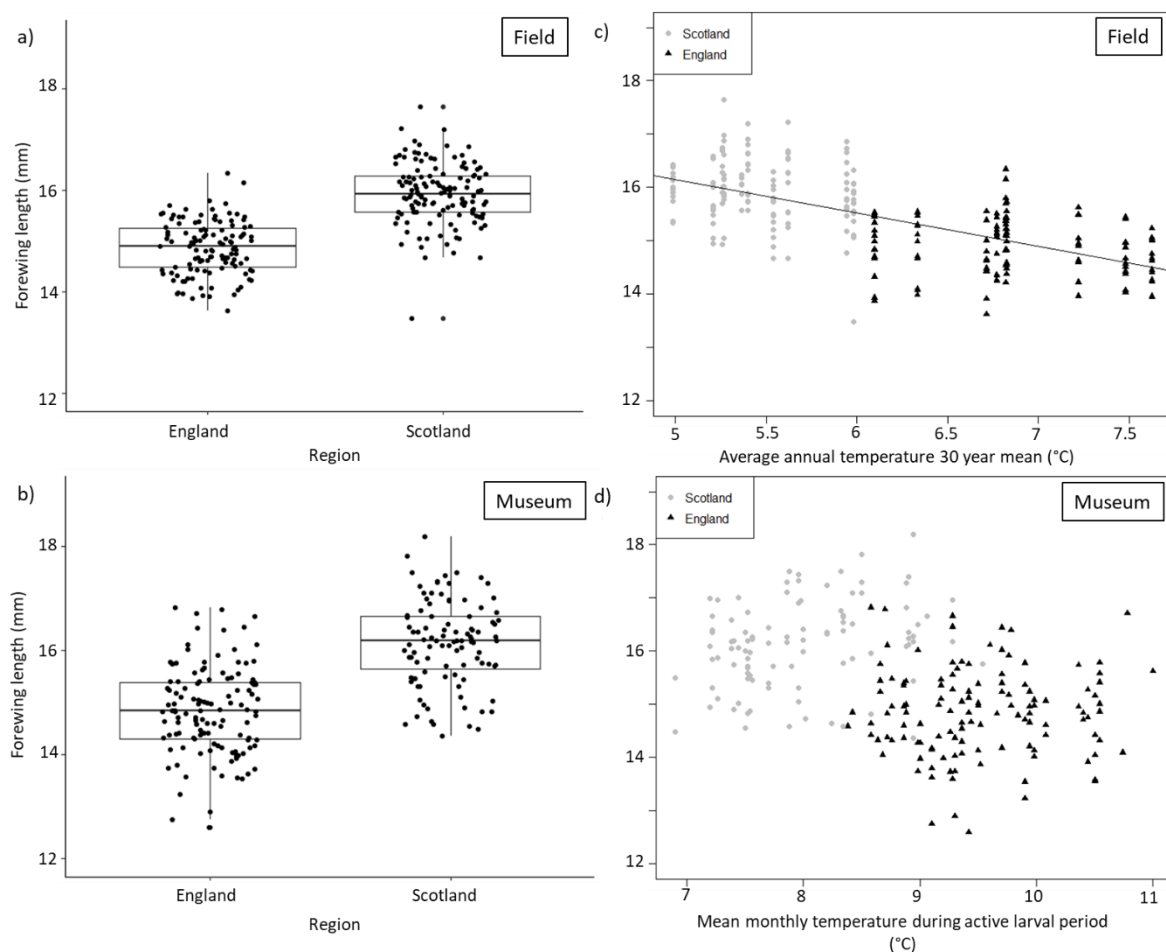 a)
Field
18
16
14
12
Forewing length (mm)
England
Scotland
Region
b)
Museum
18
16
14
12
Forewing length (mm)
England
Scotland
Region
c)
Field
Scotland
England
18
16
14
12
5
5.5
6
6.5
7
7.5
Average annual temperature 30 year mean (°C)
d)
Museum
Scotland
England
18
16
14
12
7
8
9
10
11
Mean monthly temperature during active larval period
(°C)